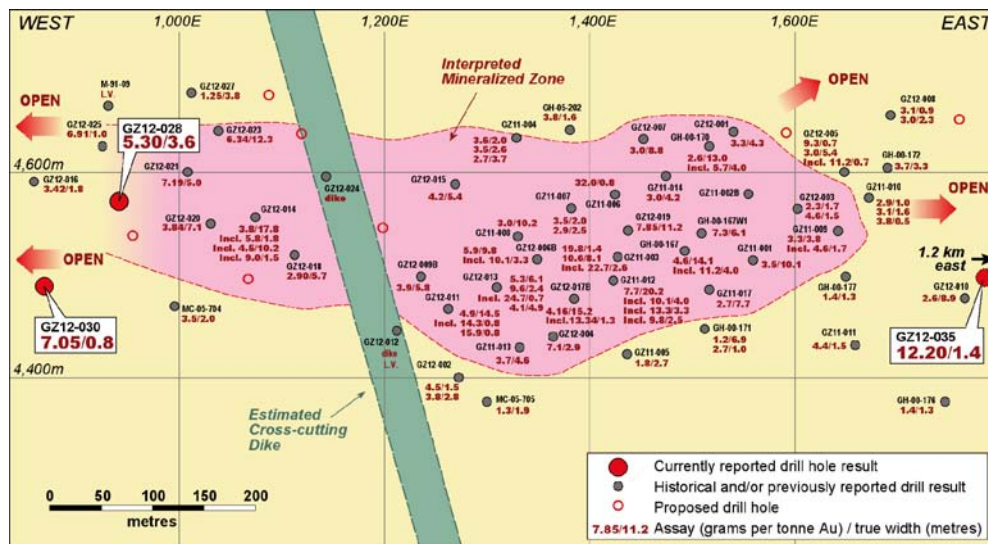 WEST
1,000E
1,200E
1,400E
1,600E
EAST
M-91-09
L.V.
GZ12-027
1.25/3.8
Interpreted
Mineralized Zone
OPEN
OPEN
GZ12-025
6.91/1.0
GZ12-028
5.30/3.6
GZ12-023
6.34/12.3
GZ11-004
3.6/2.0
3.5/2.6
2.7/3.7
GH-05-202
3.8/1.6
GZ12-007
3.0/8.8
GH-00-170
2.6/13.0
Incl. 5.7/4.0
GZ12-001
3.3/4.3
GZ12-005
9.3/0.7
3.0/5.4
Incl. 11.2/0.7
GZ12-008
3.1/0.9
3.0/2.3
GH-00-172
3.7/3.3
4,600m
GZ12-016
3.42/1.8
GZ12-021
7.19/5.0
GZ12-024
dike
GZ12-015
4.2/5.4
32.0/0.8
GZ11-006
GZ11-007
3.5/2.0
2.9/2.5
GZ11-014
3.0/4.2
GZ11-002B
GZ12-003
2.3/1.7
4.6/1.5
GZ11-010
2.9/1.0
3.1/1.6
3.8/0.5
OPEN
GZ12-020
3.84/7.1
GZ12-014
3.8/17.8
Incl. 5.8/1.8
Incl. 4.5/10.2
Incl. 9.0/1.5
3.0/10.2
GZ11-008
GZ12-019
7.85/11.2
GH-00-167W1
7.3/6.1
GZ11-009
3.3/3.8
Incl. 4.6/1.7
OPEN
GZ12-018
2.90/5.7
5.9/9.8
Incl. 10.1/3.3
GZ12-006B
19.8/1.4
10.6/8.1
Incl. 22.7/2.6
GZ11-003
GH-00-167
4.6/14.1
Incl. 11.2/4.0
GZ11-001
3.5/10.1
1.2 km
east
GZ12-009B
3.9/5.8
GZ12-013
5.3/6.1
9.6/2.4
Incl. 24.7/0.7
4.1/4.9
GZ12-017B
4.16/15.2
Incl. 13.34/1.3
GZ11-012
7.7/20.2
Incl. 10.1/4.0
Incl. 13.3/3.3
Incl. 9.8/2.5
GZ11-017
2.7/7.7
GH-00-177
1.4/1.3
GZ12-010
2.6/8.9
GZ12-030
7.05/0.8
MC-05-704
3.5/2.0
GZ12-011
4.9/14.5
Incl. 14.3/0.8
15.9/0.8
GZ12-012
dike
L.V.
GZ11-013
3.7/4.6
GZ12-004
7.1/2.9
GZ11-005
1.8/2.7
GH-00-171
1.2/6.9
2.7/1.0
GZ11-011
4.4/1.5
GZ12-035
12.20/1.4
4,400m
GZ12-002
4.5/1.5
3.8/2.8
MC-05-705
1.3/1.9
GH-00-176
1.4/1.3
Estimated
Cross-cutting
Dike
0 50 100 150 200
metres
Currently reported drill hole result
Historical and/or previously reported drill result
Proposed drill hole
7.85/11.2 Assay (grams per tonne Au) / true width (metres)